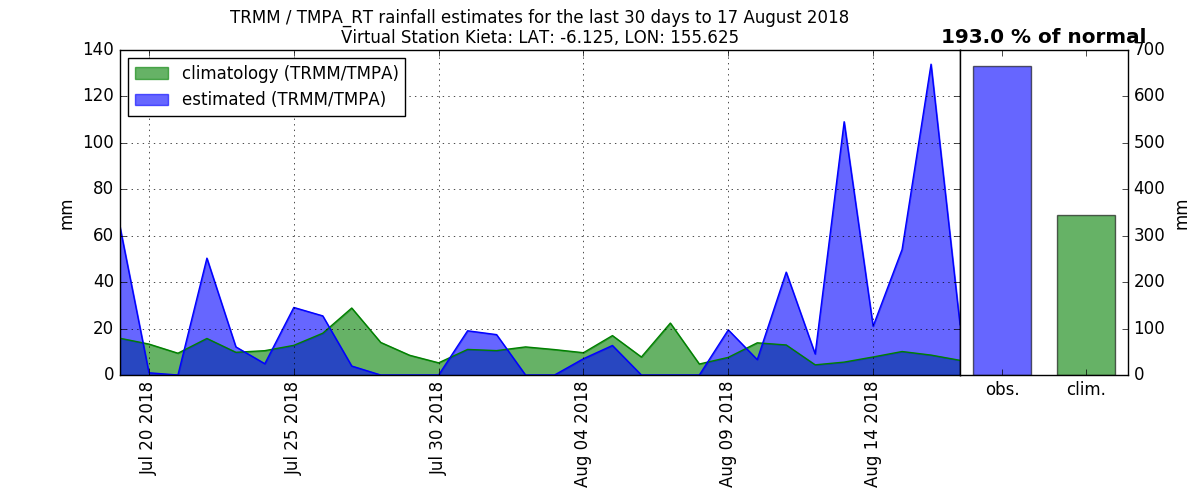 TRMM / TMPA_RT rainfall estimates for the last 30 days to 17 August 2018
Virtual Station Kieta: LAT: -6.125, LON: 155.625
193.0 % of normal
climatology (TRMM/TMPA)
estimated (TRMM/TMPA)
mm
140
120
100
80
60
40
20
0
Jul 20 2018
Jul 25 2018
Jul 30 2018
Aug 04 2018
Aug 09 2018
Aug 14 2018
obs.
clim.
700
600
500
400
300
200
100
0
mm